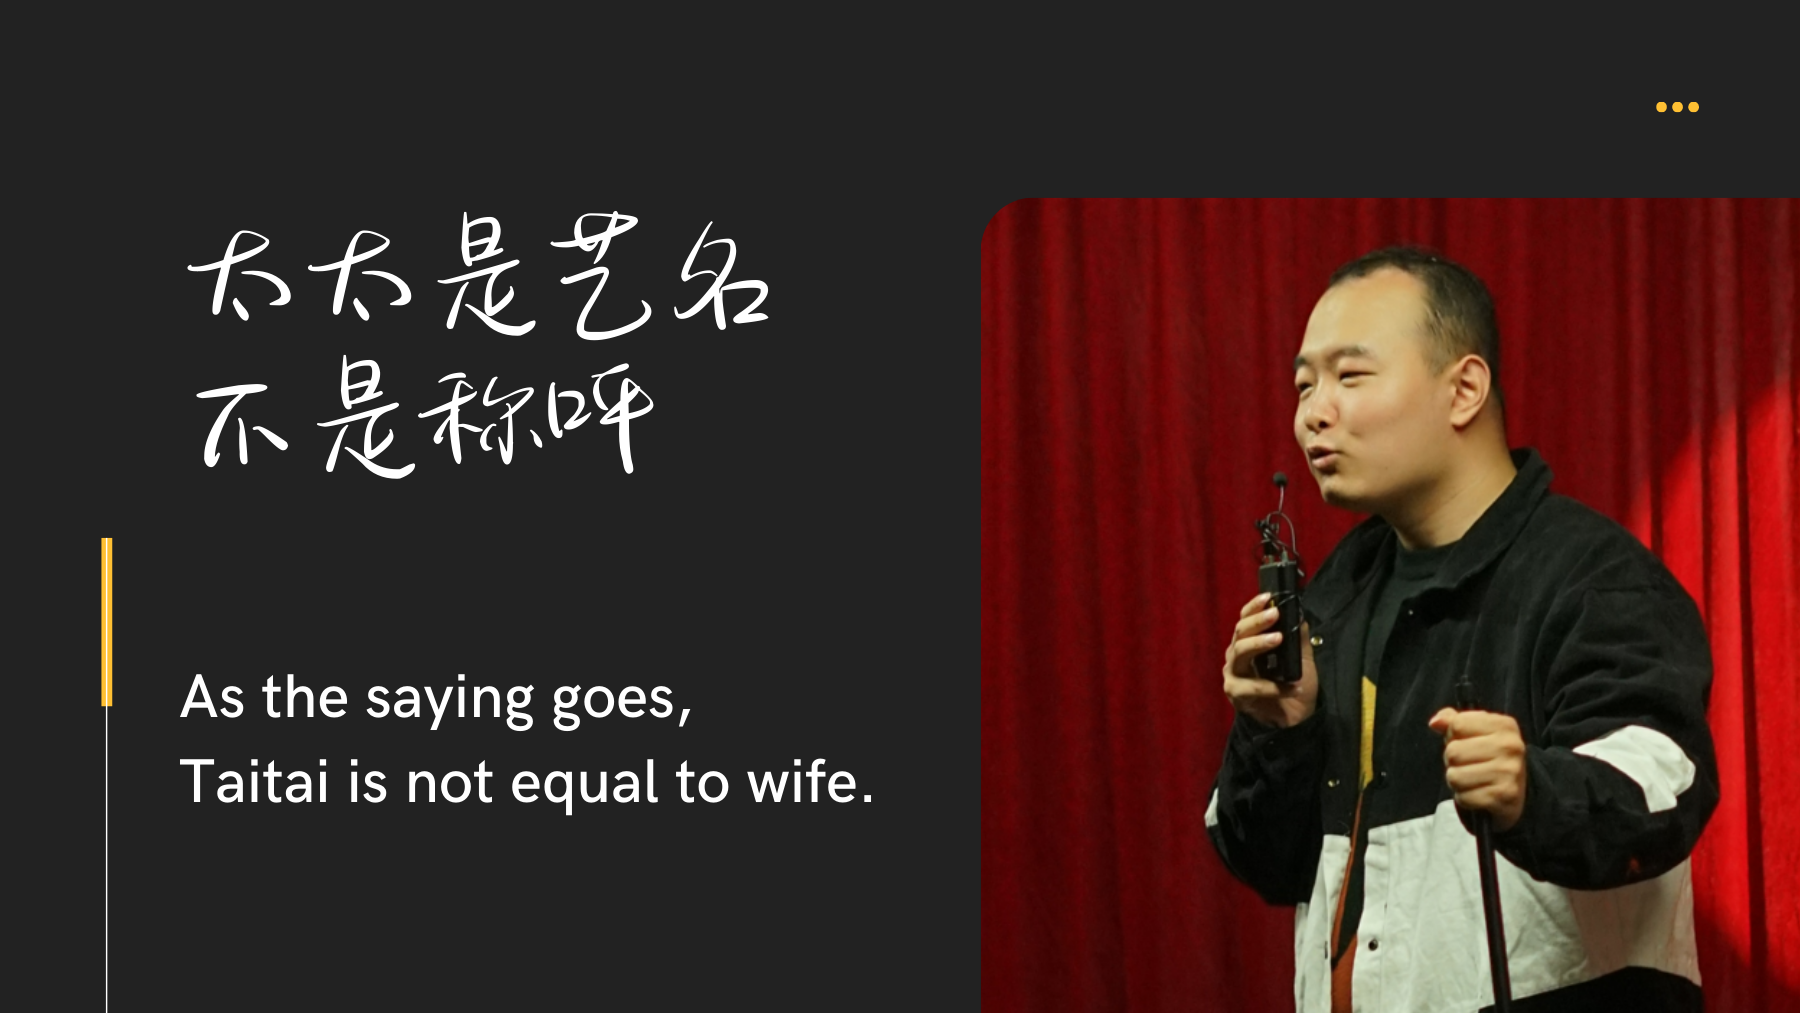 太太是艺名
不是称呼
As the saying goes,
Taitai is not equal to wife.